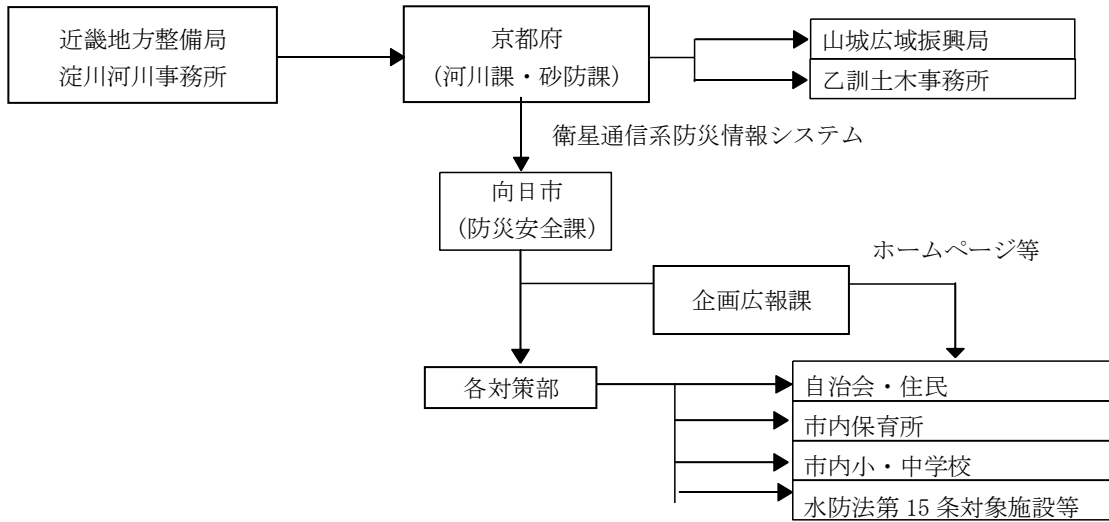 近畿地方整備局
淀川河川事務所
京都府
(河川課・砂防課)
山城広域振興局
乙訓土木事務所
衛星通信系防災情報システム
向日市
(防災安全課)
ホームページ等
企画広報課
各対策部
自治会・住民
市内保育所
市内小・中学校
水防法第 15 条対象施設等